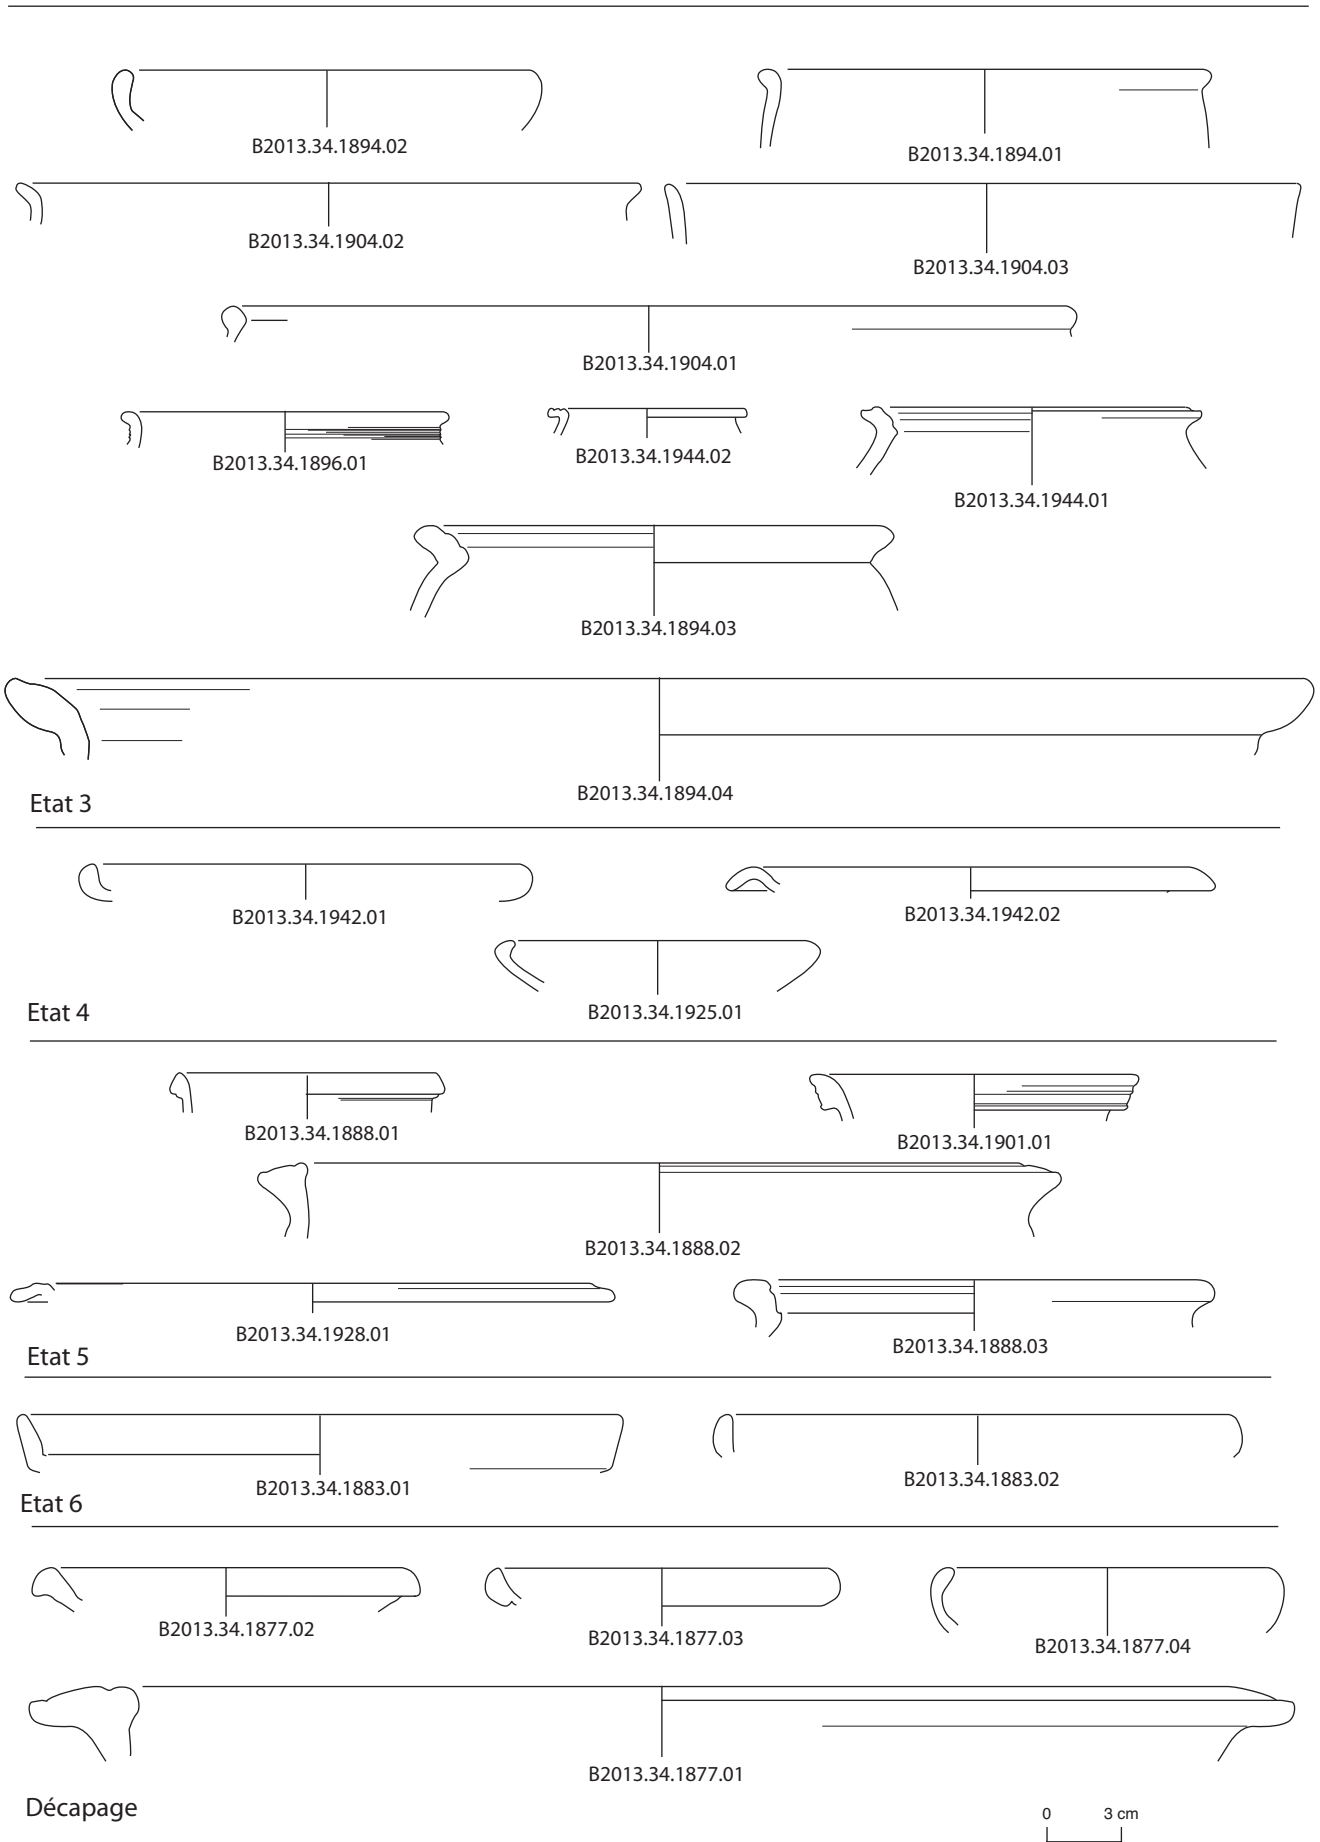 B2013.34.1894.02
B2013.34.1894.01
B2013.34.1904.02
B2013.34.1904.03
B2013.34.1904.01
B2013.34.1896.01
B2013.34.1944.02
B2013.34.1944.01
B2013.34.1894.03
B2013.34.1894.04
Etat 3
B2013.34.1942.01
B2013.34.1942.02
B2013.34.1925.01
Etat 4
B2013.34.1888.01
B2013.34.1901.01
B2013.34.1888.02
B2013.34.1928.01
B2013.34.1888.03
Etat 5
B2013.34.1883.01
B2013.34.1883.02
Etat 6
B2013.34.1877.02
B2013.34.1877.03
B2013.34.1877.04
B2013.34.1877.01
Décapage
0 3 cm